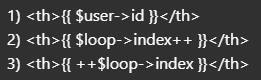 1) <th>{{ $user->id }}</th>
2) <th>{{ $loop->index++ }}</th>
3) <th>{{ ++$loop->index }}</th>